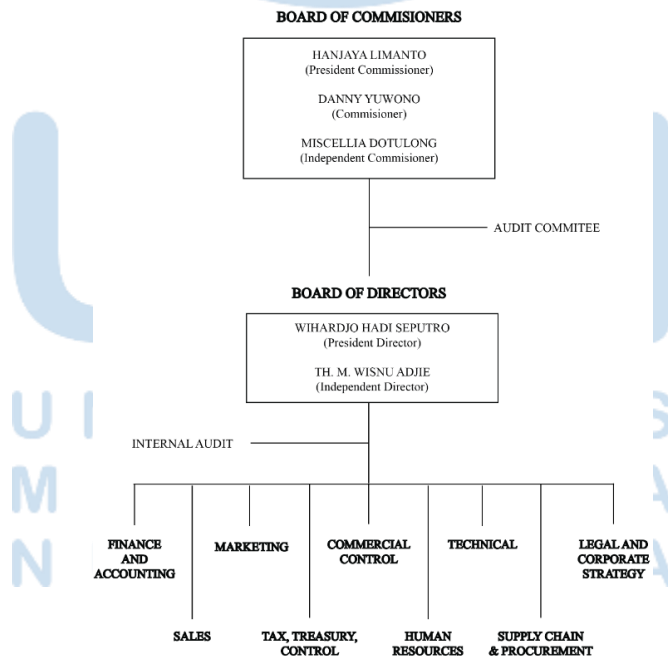 BOARD OF COMMISIONERS
HANJAYA LIMANTO
(President Commissioner)
DANNY YUWONO
(Commisioner)
MISCELLIA DOTULONG
(Independent Commisioner)
AUDIT COMMITEE
BOARD OF DIRECTORS
WIHARDJO HADI SEPUTRO
(President Director)
TH. M. WISNU ADJIE
(Independent Director)
INTERNAL AUDIT
FINANCE
AND
ACCOUNTING
MARKETING
COMMERCIAL
CONTROL
TECHNICAL
LEGAL AND
CORPORATE
STRATEGY
SALES
TAX, TREASURY,
CONTROL
HUMAN
RESOURCES
SUPPLY CHAIN
& PROCUREMENT